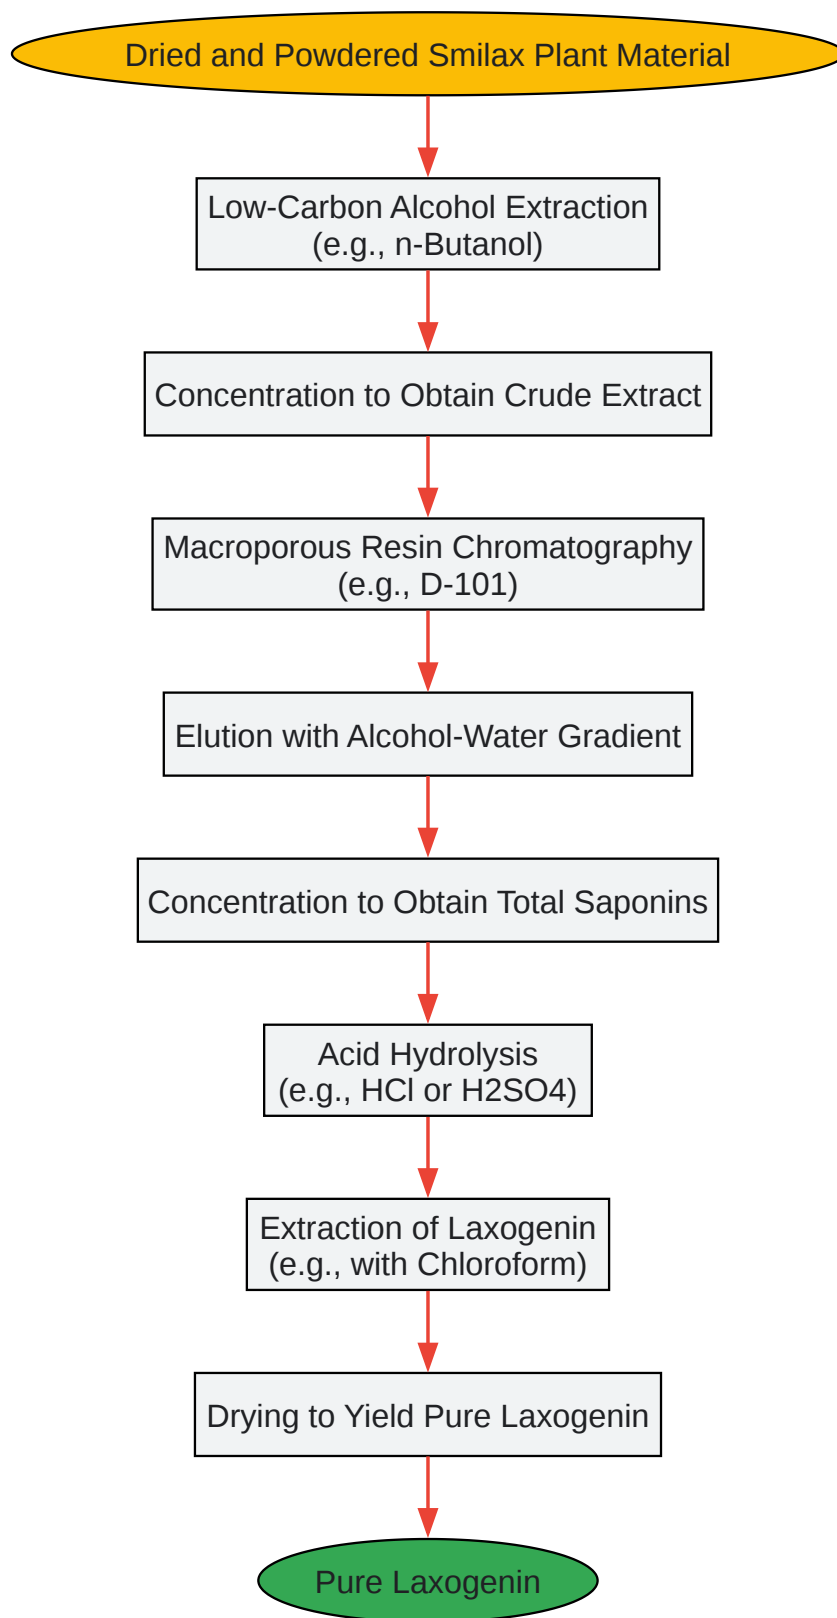 Dried and Powdered Smilax Plant Material
Low-Carbon Alcohol Extraction
(e.g., n-Butanol)
Concentration to Obtain Crude Extract
Macroporous Resin Chromatography
(e.g., D-101)
Elution with Alcohol-Water Gradient
Concentration to Obtain Total Saponins
Acid Hydrolysis
(e.g., HCl or H2SO4)
Extraction of Laxogenin
(e.g., with Chloroform)
Drying to Yield Pure Laxogenin
Pure Laxogenin